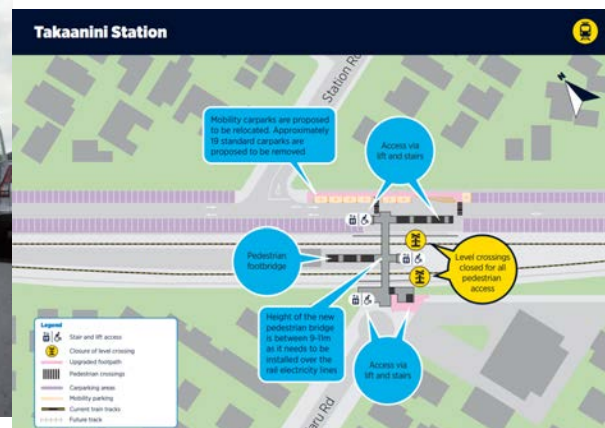 Takaanini Station
Station Rd
N
Mobility carparks are proposed
to be relocated. Approximately
19 standard carparks are
proposed to be removed
Access via
lift and stairs
Pedestrian
footbridge
Level crossings
closed for all
pedestrian
access
Height of the new
pedestrian bridge
is between 9-11m
as it needs to be
installed over the
rail electricity lines
Access via
lift and stairs
aru Rd
Legend
Stair and lift access
Closure of level crossing
Upgraded footpath
Pedestrian crossings
Carparking areas
Mobility parking
Current train tracks
Future track